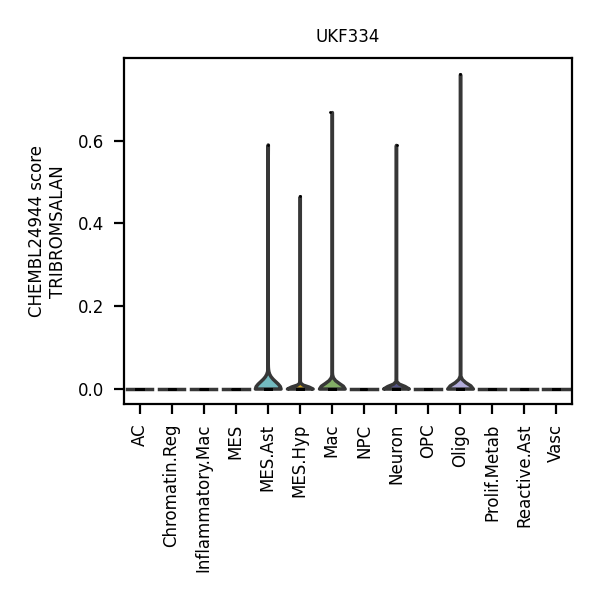 UKF334
CHEMBL24944 score
TRIBROMSALAN
0.6
0.4
0.2
0.0
AC
Chromatin.Reg
Inflammatory.Mac
MES
MES.Ast
MES.Hyp
Mac
NPC
Neuron
OPC
Oligo
Prolif.Metab
Reactive.Ast
Vasc